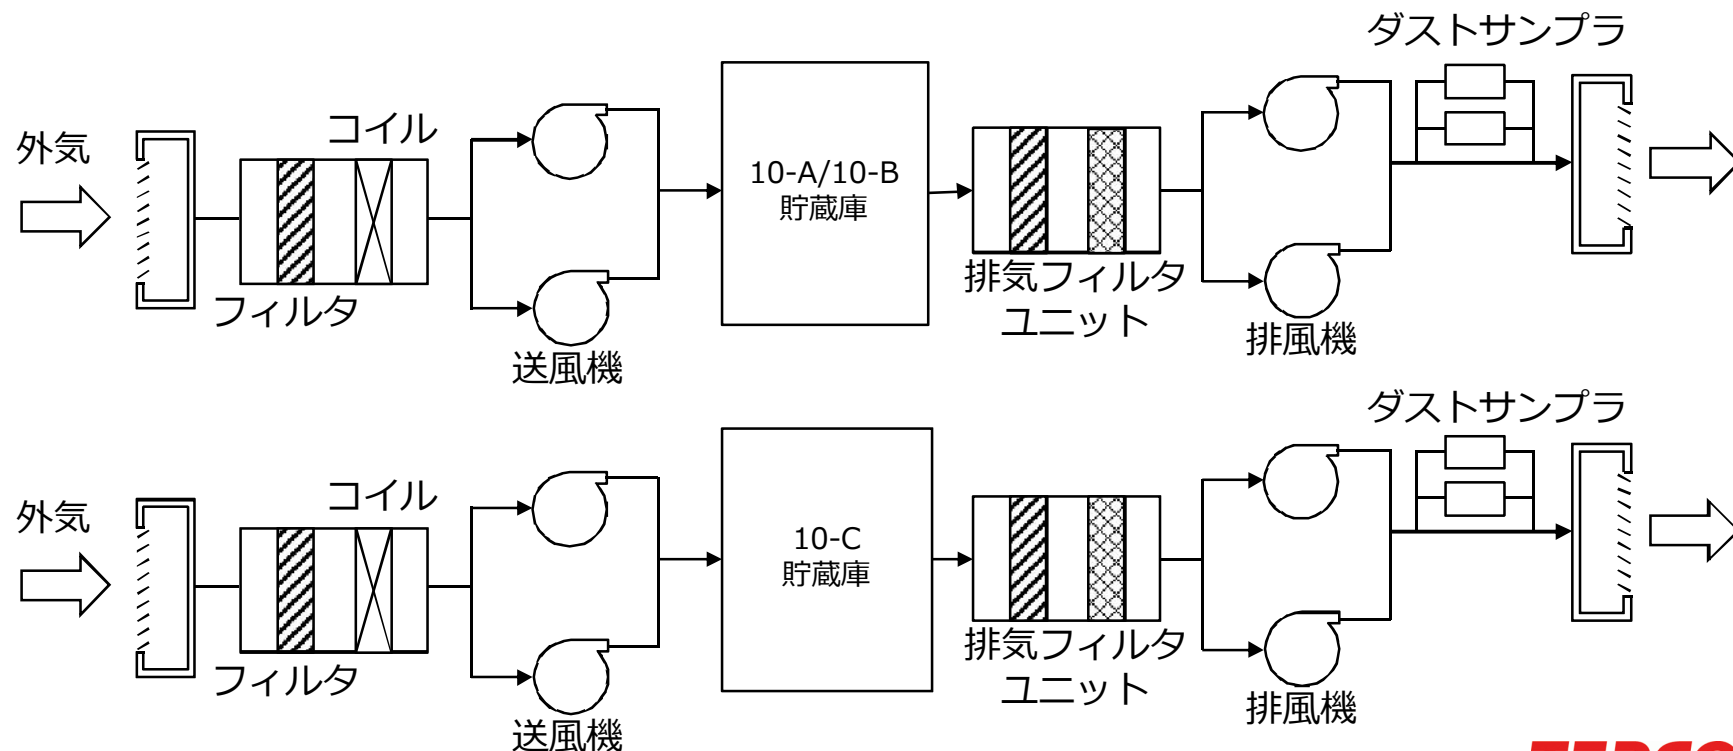 ダストサンプラ
外気
コイル
10-A/10-B
貯蔵庫
フィルタ
排気フィルタ
ユニット
送風機
排風機
ダストサンプラ
外気
コイル
10-C
貯蔵庫
フィルタ
排気フィルタ
ユニット
送風機
排風機